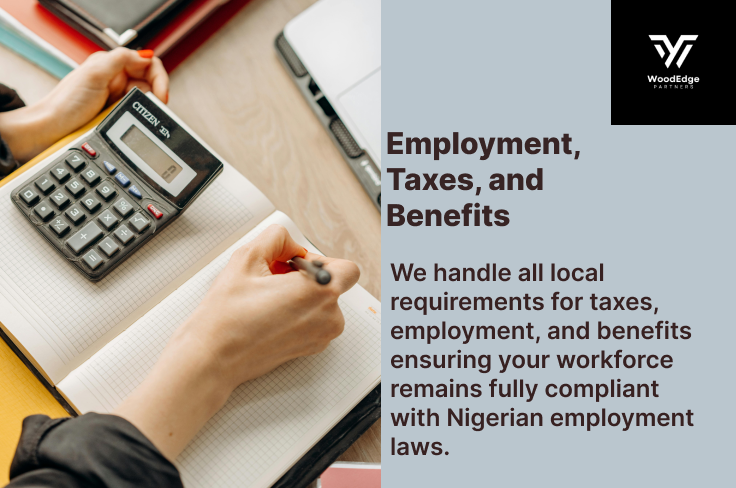 WoodEdge
PARTNERS
CITIZEN
Employment,
Taxes, and
Benefits
We handle all local
requirements for taxes,
employment, and benefits
ensuring your workforce
remains fully compliant
with Nigerian employment
laws.